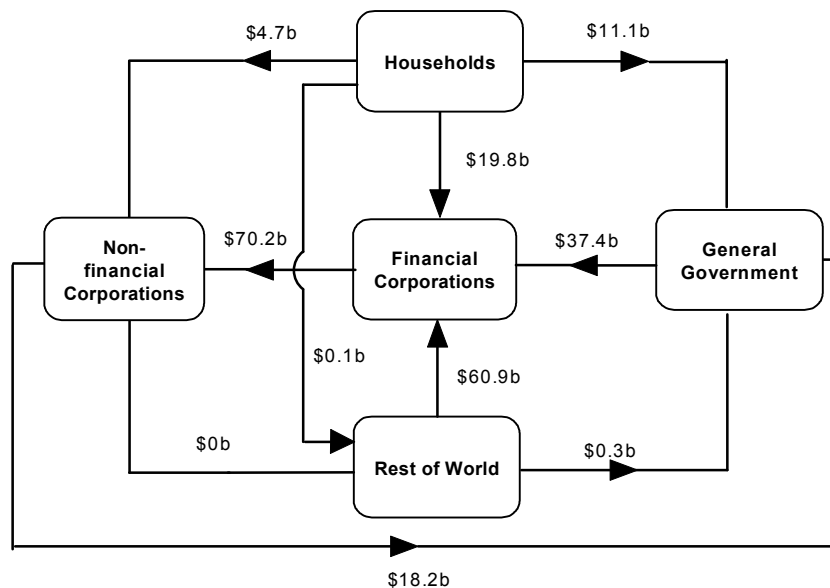 $4.7b
$11.1b
Households
$19.8b
Non-
financial
Corporations
$70.2b
Financial
Corporations
$37.4b
General
Government
$0.1b
$60.9b
$0b
Rest of World
$0.3b
$18.2b